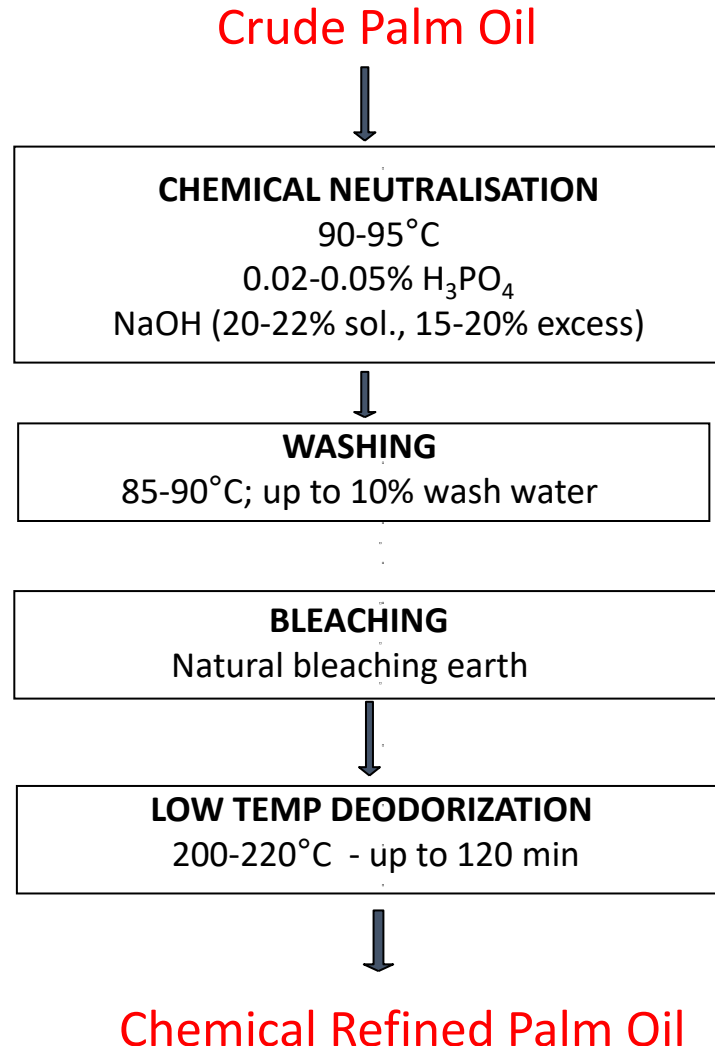 Crude Palm Oil
CHEMICAL NEUTRALISATION
90-95°C
0.02-0.05% H₃PO₄
NaOH (20-22% sol., 15-20% excess)
WASHING
85-90°C; up to 10% wash water
BLEACHING
Natural bleaching earth
LOW TEMP DEODORIZATION
200-220°C - up to 120 min
Chemical Refined Palm Oil